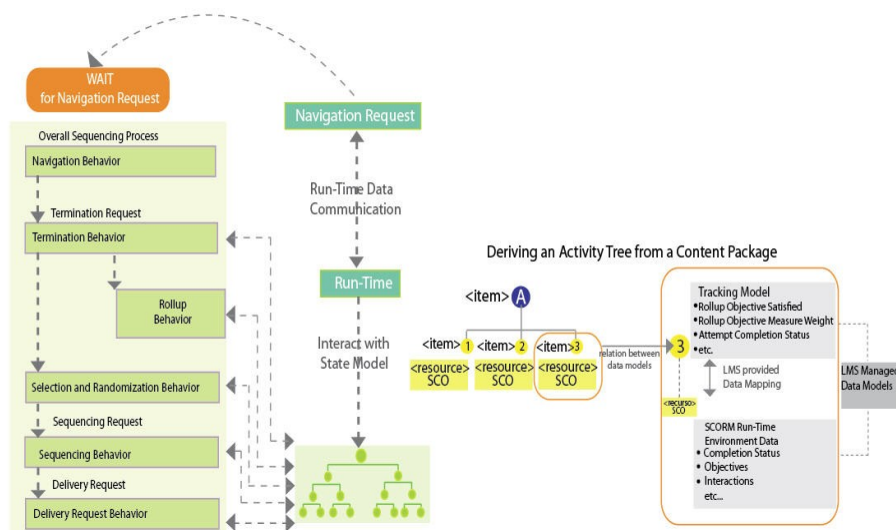 WAIT
for Navigation Request
Overall Sequencing Process
Navigation Behavior
Termination Request
Termination Behavior
Rollup
Behavior
Selection and Randomization Behavior
Sequencing Request
Sequencing Behavior
Delivery Request
Delivery Request Behavior
Navigation Request
Run-Time Data
Communication
Run-Time
Interact with
State Model
Deriving an Activity Tree from a Content Package
<item> A
<item> 1 <item> 2 <item> 3
<resource> <resource> <resource>
SCO SCO SCO
relation between
data models
3
<recurso>
SCO
Tracking Model
•Rollup Objective Satisfied
•Rollup Objective Measure Weight
•Attempt Completion Status
•etc.
LMS provided
Data Mapping
SCORM Run-Time
Environment Data
• Completion Status
• Objectives
• Interactions
etc...
LMS Manager
Data Models